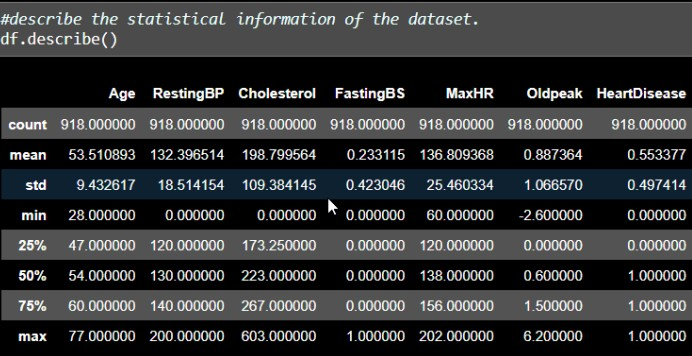 #describe the statistical information of the dataset.
df.describe()
Age RestingBP Cholesterol FastingBS MaxHR Oldpeak HeartDisease
count 918.000000 918.000000 918.000000 918.000000 918.000000 918.000000 918.000000
mean 53.510893 132.396514 198.799564 0.233115 136.809368 0.887364 0.553377
std 9.432617 18.514154 109.384145 0.423046 25.460334 1.066570 0.497414
min 28.000000 0.000000 0.000000 0.000000 60.000000 -2.600000 0.000000
25% 47.000000 120.000000 173.250000 0.000000 120.000000 0.000000 0.000000
50% 54.000000 130.000000 223.000000 0.000000 138.000000 0.600000 1.000000
75% 60.000000 140.000000 267.000000 0.000000 156.000000 1.500000 1.000000
max 77.000000 200.000000 603.000000 1.000000 202.000000 6.200000 1.000000